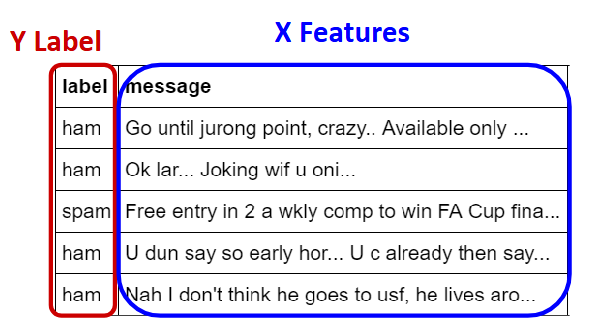 Y Label
X Features
label message
ham Go until jurong point, crazy.. Available only ...
ham Ok lar... Joking wif u oni...
spam Free entry in 2 a wkly comp to win FA Cup fina...
ham U dun say so early hor... U c already then say...
ham Nah I don't think he goes to usf, he lives aro...